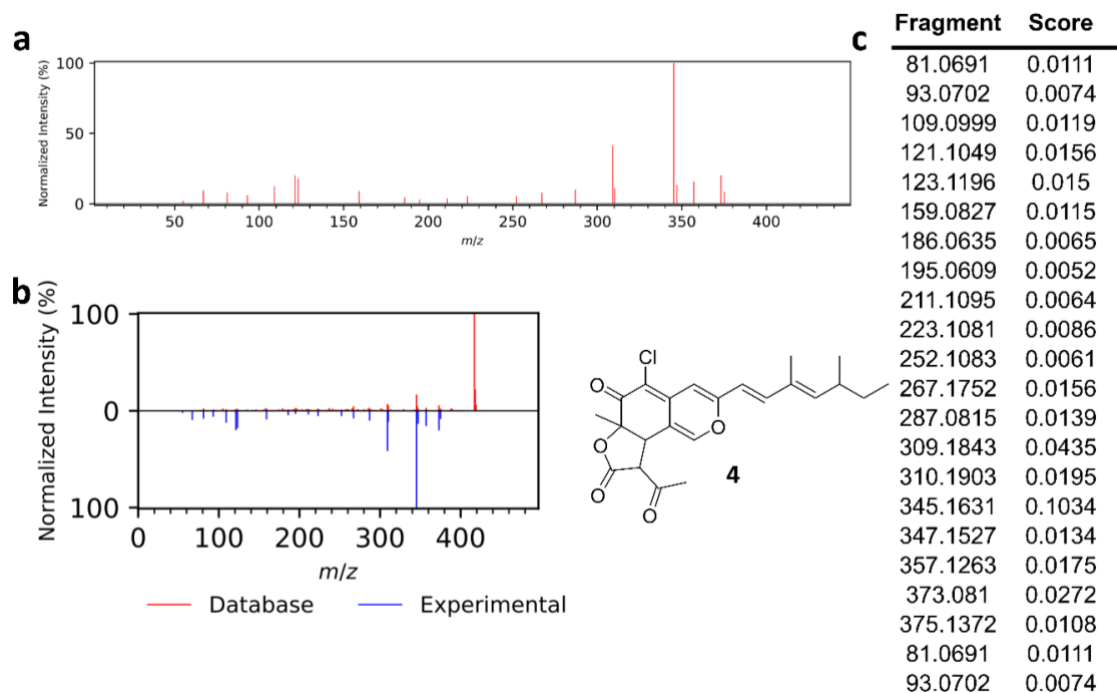 a
Normalized Intensity (%)
100
50
0
50 100 150 200 250 300 350 400
m/z
b
Normalized Intensity (%)
100
0
100
0 100 200 300 400
m/z
Database Experimental
Cl
O
O
O
O
O
4
c
Fragment Score
81.0691 0.0111
93.0702 0.0074
109.0999 0.0119
121.1049 0.0156
123.1196 0.015
159.0827 0.0115
186.0635 0.0065
195.0609 0.0052
211.1095 0.0064
223.1081 0.0086
252.1083 0.0061
267.1752 0.0156
287.0815 0.0139
309.1843 0.0435
310.1903 0.0195
345.1631 0.1034
347.1527 0.0134
357.1263 0.0175
373.081 0.0272
375.1372 0.0108
81.0691 0.0111
93.0702 0.0074